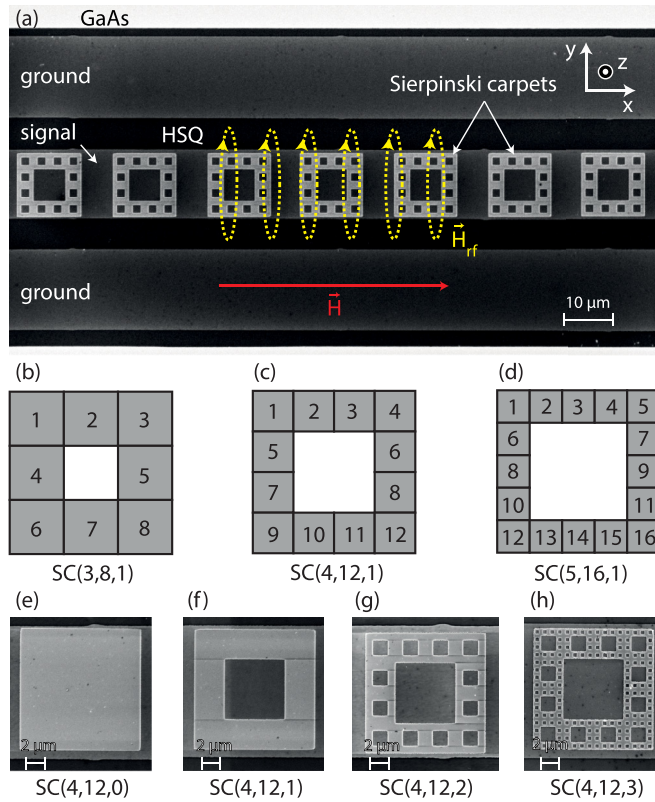 (a)
GaAs
ground
y
z
x
Sierpinski carpets
signal
HSQ
H⃗rf
ground
H⃗
10 µm
(b)
(c)
(d)
1 2 3
4 5
6 7 8
1 2 3 4
5 6
7 8
9 10 11 12
1 2 3 4 5
6 7
8 9
10 11
12 13 14 15 16
SC(3,8,1)
SC(4,12,1)
SC(5,16,1)
(e)
(f)
(g)
(h)
2 µm
2 µm
2 µm
2 µm
SC(4,12,0)
SC(4,12,1)
SC(4,12,2)
SC(4,12,3)